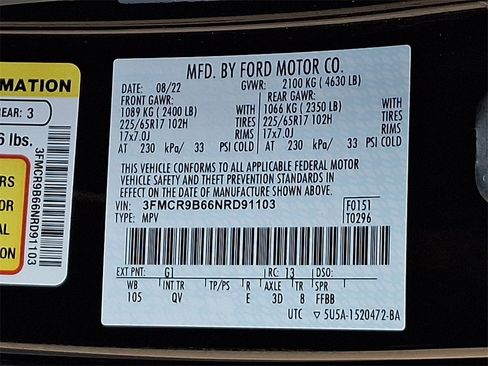 MATION
REAR: 3
6 lbs.
ERS
OR
AL
ION
3FMCR9B66NRD91103
MFD. BY FORD MOTOR CO.
DATE: 08/22 GVWR: 2100 KG ( 4630 LB)
FRONT GAWR: REAR GAWR:
1089 KG ( 2400 LB) WITH 1066 KG ( 2350 LB) WITH
225/65R17 102H TIRES 225/65R17 102H TIRES
17x7.0J RIMS 17x7.0J RIMS
AT 230 kPa/ 33 PSI COLD AT 230 kPa/ 33 PSI COLD
THIS VEHICLE CONFORMS TO ALL APPLICABLE FEDERAL MOTOR
VEHICLE SAFETY AND THEFT PREVENTION STANDARDS IN
EFFECT ON THE DATE OF MANUFACTURE SHOWN ABOVE.
VIN: 3FMCR9B66NRD91103 F0151
TYPE: MPV T0296
EXT PNT: G1 RC: 13 DSO:
WB INT TR TP/PS R AXLE TR SPR
105 QV E 3D 8 FFBB
UTC ▽5U5A-1520472-BA